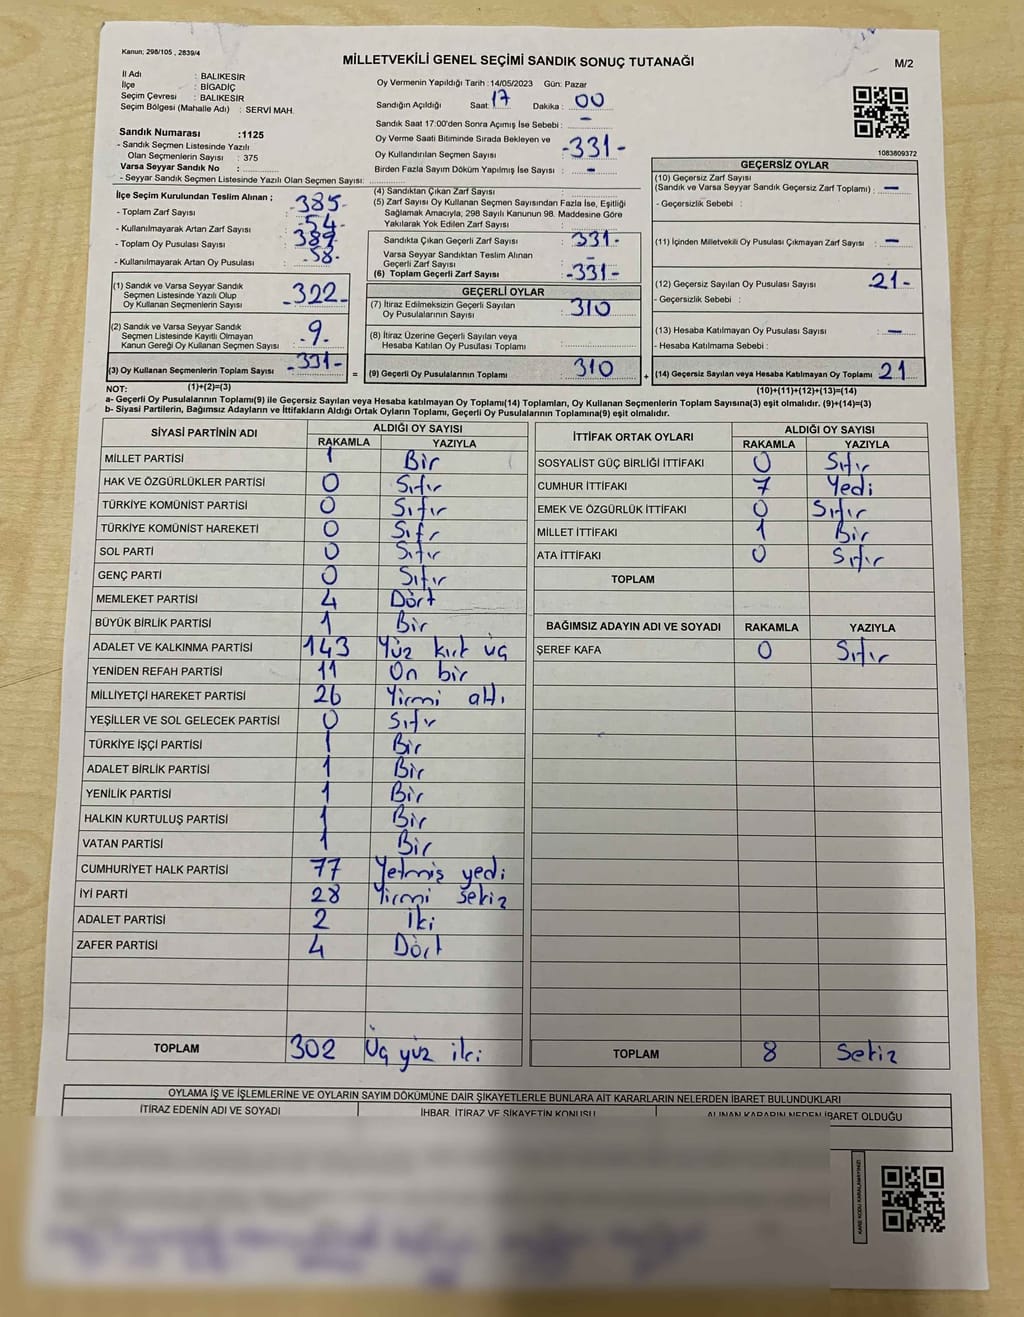 Kanun; 298/105 , 2839/4
MİLLETVEKİLİ GENEL SEÇİMİ SANDIK SONUÇ TUTANAĞI
M/2
İl Adı : BALIKESİR
İlçe : BİGADİÇ
Seçim Çevresi : BALIKESİR
Seçim Bölgesi (Mahalle Adı) : SERVİ MAH.
Sandık Numarası :1125
- Sandık Seçmen Listesinde Yazılı
Olan Seçmenlerin Sayısı : 375
Varsa Seyyar Sandık No :
- Seyyar Sandık Seçmen Listesinde Yazılı Olan Seçmen Sayısı:
Oy Vermenin Yapıldığı Tarih :14/05/2023 Gün: Pazar
Sandığın Açıldığı Saat: 17 Dakika : 00
Sandık Saat 17:00'den Sonra Açımış İse Sebebi : -
Oy Verme Saati Bitiminde Sırada Bekleyen ve
Oy Kullandırılan Seçmen Sayısı : -331-
Birden Fazla Sayım Döküm Yapılmış İse Sayısı : -
1083809372
İlçe Seçim Kurulundan Teslim Alınan ;
- Toplam Zarf Sayısı : -385-
- Kullanılmayarak Artan Zarf Sayısı : -54-
- Toplam Oy Pusulası Sayısı : 389
- Kullanılmayarak Artan Oy Pusulası : -58-
(1) Sandık ve Varsa Seyyar Sandık
Seçmen Listesinde Yazılı Olup
Oy Kullanan Seçmenlerin Sayısı -322-
(2) Sandık ve Varsa Seyyar Sandık
Seçmen Listesinde Kayıtlı Olmayan
Kanun Gereği Oy Kullanan Seçmen Sayısı -9-
(3) Oy Kullanan Seçmenlerin Toplam Sayısı -331- =
(1)+(2)=(3)
(4) Sandıktan Çıkan Zarf Sayısı :
(5) Zarf Sayısı Oy Kullanan Seçmen Sayısından Fazla İse, Eşitliği
Sağlamak Amacıyla; 298 Sayılı Kanunun 98. Maddesine Göre
Yakılarak Yok Edilen Zarf Sayısı :
Sandıkta Çıkan Geçerli Zarf Sayısı : 331-
Varsa Seyyar Sandıktan Teslim Alınan
Geçerli Zarf Sayısı : -
(6) Toplam Geçerli Zarf Sayısı : -331-
GEÇERLİ OYLAR
(7) İtiraz Edilmeksizin Geçerli Sayılan
Oy Pusulalarının Sayısı : 310
(8) İtiraz Üzerine Geçerli Sayılan veya
Hesaba Katılan Oy Pusulası Toplamı :
(9) Geçerli Oy Pusulalarının Toplamı : 310 +
GEÇERSİZ OYLAR
(10) Geçersiz Zarf Sayısı
(Sandık ve Varsa Seyyar Sandık Geçersiz Zarf Toplamı) : -
- Geçersizlik Sebebi :
(11) İçinden Milletvekili Oy Pusulası Çıkmayan Zarf Sayısı : -
(12) Geçersiz Sayılan Oy Pusulası Sayısı : 21-
- Geçersizlik Sebebi :
(13) Hesaba Katılmayan Oy Pusulası Sayısı : -
- Hesaba Katılmama Sebebi :
(14) Geçersiz Sayılan veya Hesaba Katılmayan Oy Toplamı 21
(10)+(11)+(12)+(13)=(14)
NOT:
a- Geçerli Oy Pusulalarının Toplamı(9) ile Geçersiz Sayılan veya Hesaba katılmayan Oy Toplamı(14) Toplamları, Oy Kullanan Seçmenlerin Toplam Sayısına(3) eşit olmalıdır. (9)+(14)=(3)
b- Siyasi Partilerin, Bağımsız Adayların ve İttifakların Aldığı Ortak Oyların Toplamı, Geçerli Oy Pusulalarının Toplamına(9) eşit olmalıdır.
SİYASİ PARTİNİN ADI ALDIĞI OY SAYISI
RAKAMLA YAZIYLA
MİLLET PARTİSİ 1 Bir
HAK VE ÖZGÜRLÜKLER PARTİSİ 0 Sıfır
TÜRKİYE KOMÜNİST PARTİSİ 0 Sıfır
TÜRKİYE KOMÜNİST HAREKETİ 0 Sıfr
SOL PARTİ 0 Sıfır
GENÇ PARTİ 0 Sıfır
MEMLEKET PARTİSİ 4 Dört
BÜYÜK BİRLİK PARTİSİ 1 Bir
ADALET VE KALKINMA PARTİSİ 143 Yüz kırk üç
YENİDEN REFAH PARTİSİ 11 On bir
MİLLİYETÇİ HAREKET PARTİSİ 26 Yirmi altı
YEŞİLLER VE SOL GELECEK PARTİSİ 0 Sıfır
TÜRKİYE İŞÇİ PARTİSİ 1 Bir
ADALET BİRLİK PARTİSİ 1 Bir
YENİLİK PARTİSİ 1 Bir
HALKIN KURTULUŞ PARTİSİ 1 Bir
VATAN PARTİSİ 1 Bir
CUMHURİYET HALK PARTİSİ 77 Yetmiş yedi
İYİ PARTİ 28 Yirmi sekiz
ADALET PARTİSİ 2 İki
ZAFER PARTİSİ 4 Dört
TOPLAM 302 Üç yüz iki
İTTİFAK ORTAK OYLARI ALDIĞI OY SAYISI
RAKAMLA YAZIYLA
SOSYALİST GÜÇ BİRLİĞİ İTTİFAKI 0 Sıfır
CUMHUR İTTİFAKI 7 Yedi
EMEK VE ÖZGÜRLÜK İTTİFAKI 0 Sıfır
MİLLET İTTİFAKI 1 Bir
ATA İTTİFAKI 0 Sıfır
TOPLAM
BAĞIMSIZ ADAYIN ADI VE SOYADI RAKAMLA YAZIYLA
ŞEREF KAFA 0 Sıfır
TOPLAM 8 Sekiz
OYLAMA İŞ VE İŞLEMLERİNE VE OYLARIN SAYIM DÖKÜMÜNE DAİR ŞİKAYETLERLE BUNLARA AİT KARARLARIN NELERDEN İBARET BULUNDUKLARI
İTİRAZ EDENİN ADI VE SOYADI İHBAR, İTİRAZ VE ŞİKAYETİN KONUSU ALINAN KARARIN NEDEN İBARET OLDUĞU
KARE KODU KARALAMAYINIZ!